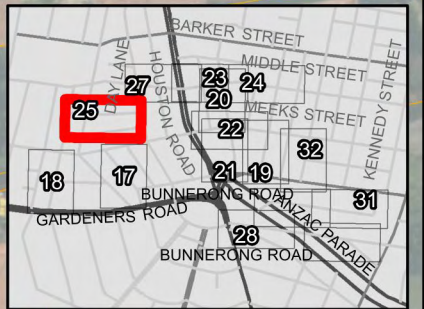 BARKER STREET
MIDDLE STREET
DAY LANE
HOUSTON ROAD
KENNEDY STREET
27
23
24
25
20
MEEKS STREET
22
32
18
17
21
19
BUNNERONG ROAD
31
GARDENERS ROAD
ANZAC PARADE
28
BUNNERONG ROAD